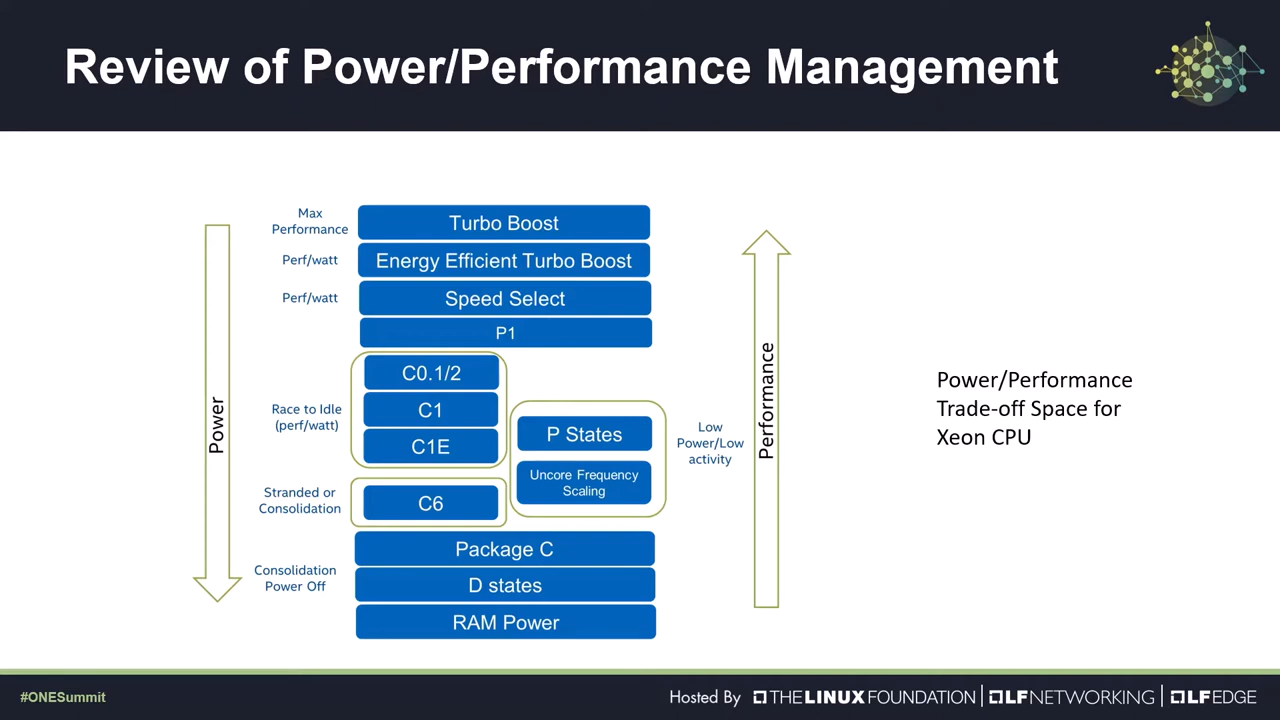 Review of Power/Performance Management
Max
Performance
Turbo Boost
Perf/watt
Energy Efficient Turbo Boost
Perf/watt
Speed Select
P1
Power
Race to Idle
(perf/watt)
C0.1/2
C1
C1E
P States
Uncore Frequency
Scaling
Low
Power/Low
activity
Performance
Stranded or
Consolidation
C6
Consolidation
Power Off
Package C
D states
RAM Power
Power/Performance
Trade-off Space for
Xeon CPU
#ONESummit
Hosted By THE LINUX FOUNDATION | LF NETWORKING | LF EDGE